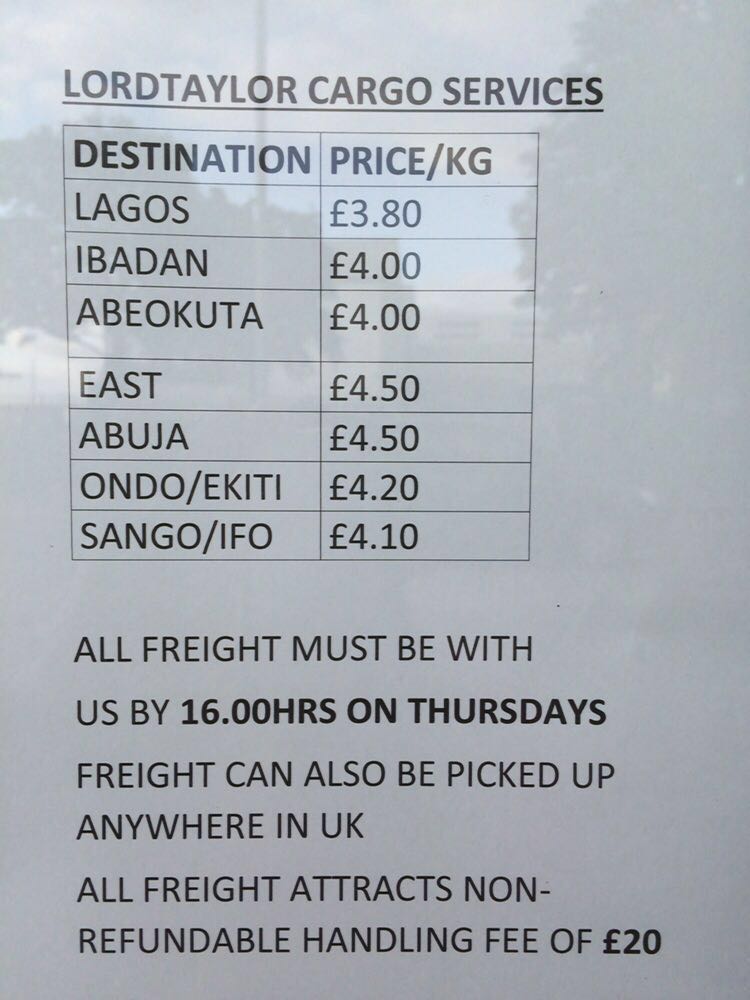 LORDTAYLOR CARGO SERVICES
DESTINATION PRICE/KG
LAGOS £3.80
IBADAN £4.00
ABEOKUTA £4.00
EAST £4.50
ABUJA £4.50
ONDO/EKITI £4.20
SANGO/IFO £4.10
ALL FREIGHT MUST BE WITH
US BY 16.00HRS ON THURSDAYS
FREIGHT CAN ALSO BE PICKED UP
ANYWHERE IN UK
ALL FREIGHT ATTRACTS NON-
REFUNDABLE HANDLING FEE OF £20